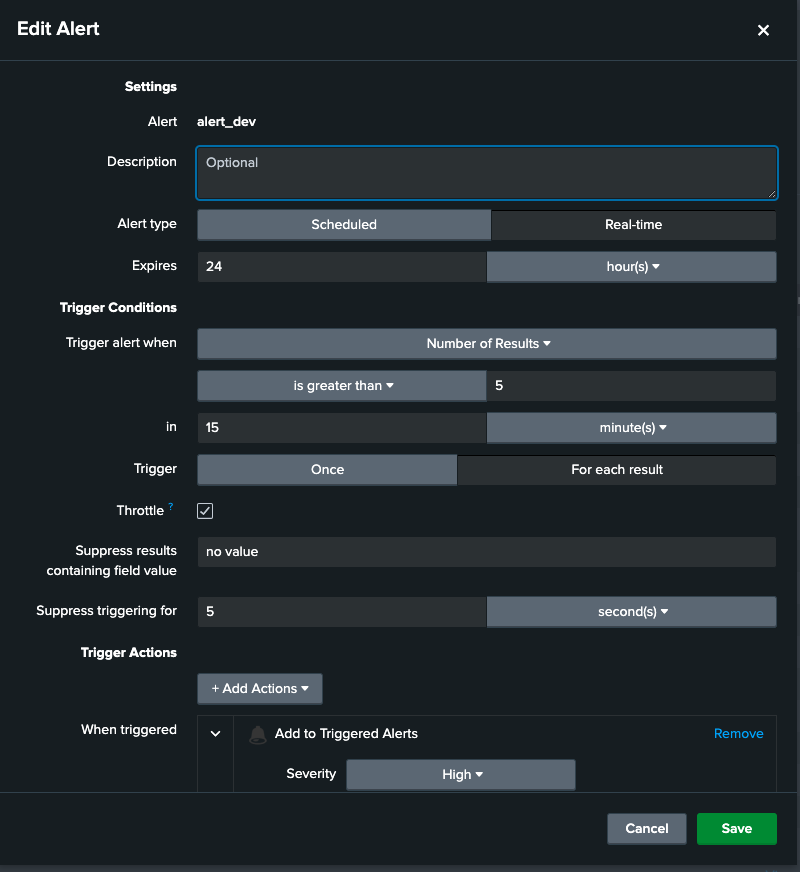 Edit Alert
Settings
Alert alert_dev
Description Optional
Alert type Scheduled Real-time
Expires 24 hour(s)
Trigger Conditions
Trigger alert when Number of Results
is greater than 5
in 15 minute(s)
Trigger Once For each result
Throttle ?
Suppress results
containing field value
no value
Suppress triggering for 5 second(s)
Trigger Actions
+ Add Actions
When triggered Add to Triggered Alerts Remove
Severity High
Cancel Save